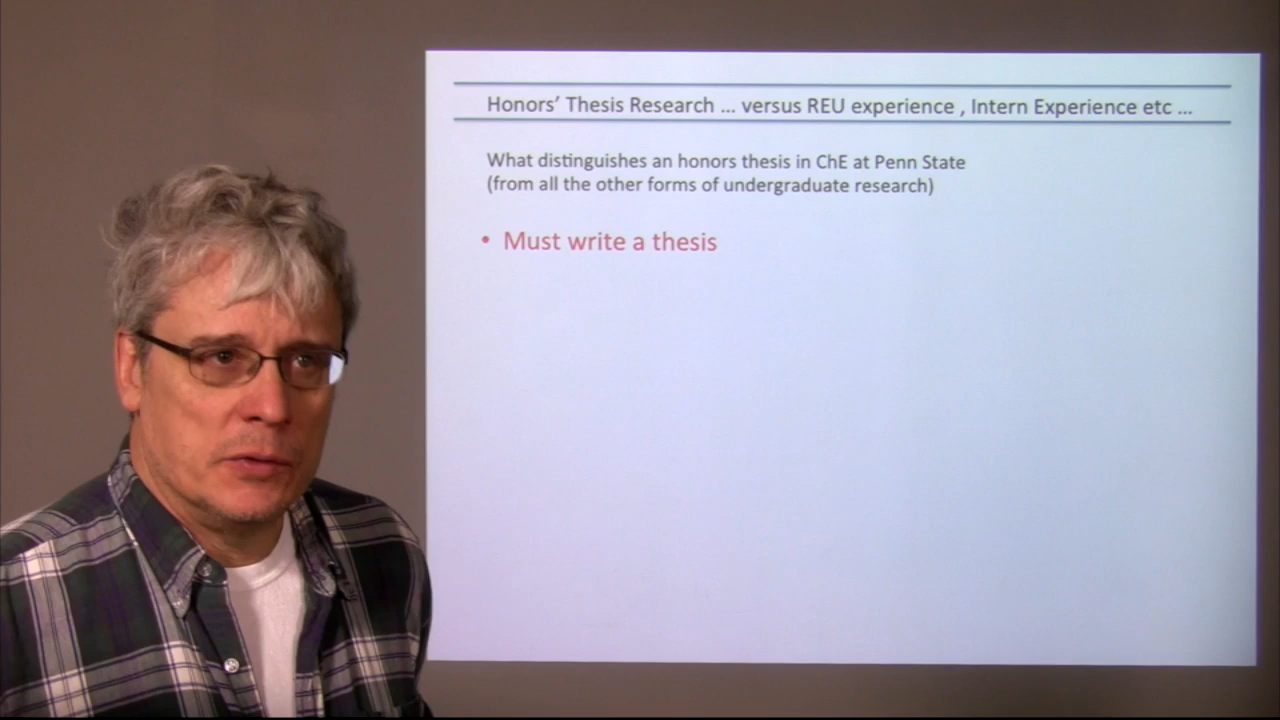 Honors’ Thesis Research ... versus REU experience , Intern Experience etc ...
What distinguishes an honors thesis in ChE at Penn State
(from all the other forms of undergraduate research)
• Must write a thesis